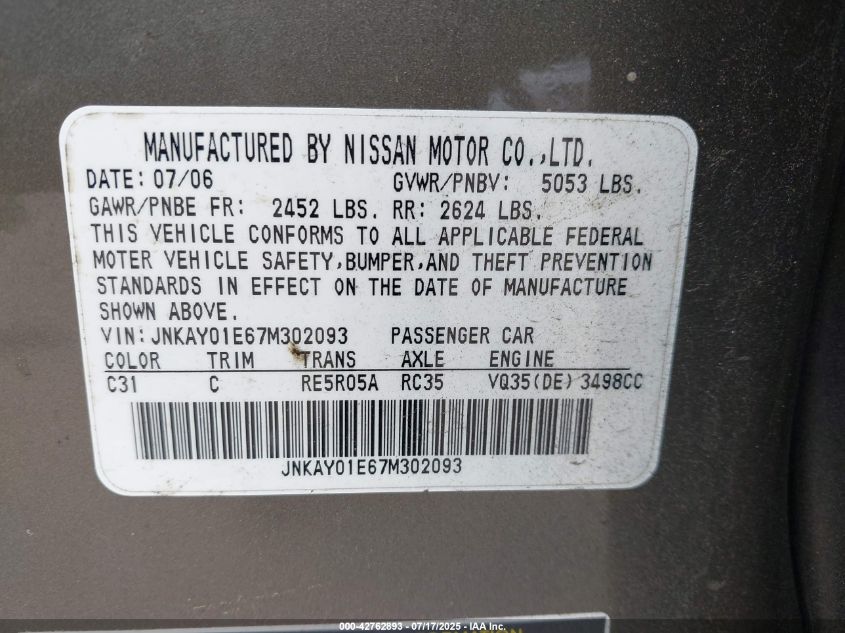 MANUFACTURED BY NISSAN MOTOR CO.,LTD.
DATE: 07/06 GVWR/PNBV: 5053 LBS.
GAWR/PNBE FR: 2452 LBS. RR: 2624 LBS.
THIS VEHICLE CONFORMS TO ALL APPLICABLE FEDERAL
MOTER VEHICLE SAFETY,BUMPER,AND THEFT PREVENTION
STANDARDS IN EFFECT ON THE DATE OF MANUFACTURE
SHOWN ABOVE.
VIN:JNKAY01E67M302093 PASSENGER CAR
COLOR TRIM TRANS AXLE ENGINE
C31 C RE5R05A RC35 VQ35(DE) 3498CC
JNKAY01E67M302093
000-42762893 - 07/17/2025 - IAA Inc.